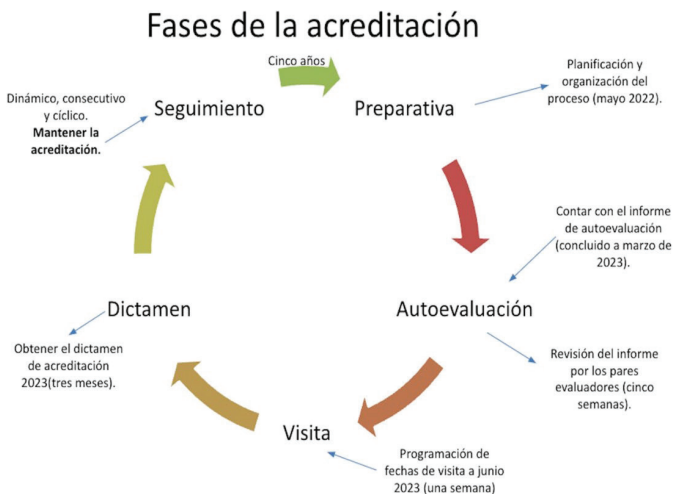 Fases de la acreditación
Cinco años
Planificación y
organización del
proceso (mayo 2022).
Dinámico, consecutivo
y cíclico.
Mantener la
acreditación.
Seguimiento
Preparativa
Contar con el informe
de autoevaluación
(concluido a marzo de
2023).
Dictamen
Autoevaluación
Obtener el dictamen
de acreditación
2023(tres meses).
Revisión del informe
por los pares
evaluadores (cinco
semanas).
Visita
Programación de
fechas de visita a junio
2023 (una semana)